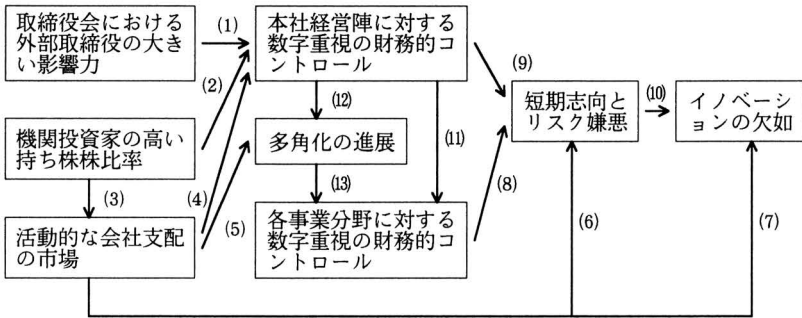 取締役会における
外部取締役の大き
い影響力
(1)
本社経営陣に対する
数字重視の財務的コ
ントロール
(2)
(9)
(12)
短期志向と
リスク嫌悪
(10)
イノベー
ションの欠如
機関投資家の高い
持ち株株比率
多角化の進展
(11)
(3)
(4)
(5)
(13)
(8)
活動的な会社支配
の市場
各事業分野に対する
数字重視の財務的コ
ントロール
(6)
(7)